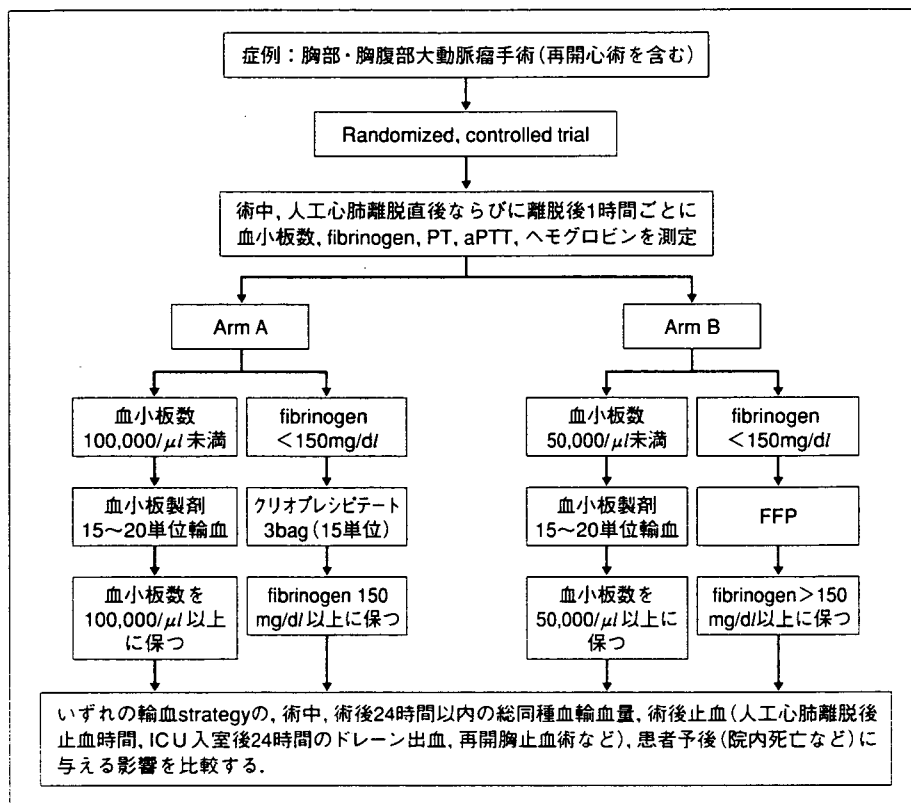 症例：胸部・胸腹部大動脈瘤手術(再開心術を含む)
Randomized, controlled trial
術中, 人工心肺離脱直後ならびに離脱後1時間ごとに
血小板数, fibrinogen, PT, aPTT, ヘモグロビンを測定
Arm A
Arm B
血小板数
100,000/μl未満
fibrinogen
＜150mg/dl
血小板数
50,000/μl未満
fibrinogen
＜150mg/dl
血小板製剤
15～20単位輸血
クリオプレシピテート
3bag(15単位)
血小板製剤
15～20単位輸血
FFP
血小板数を
100,000/μl以上
に保つ
fibrinogen 150
mg/dl以上に保つ
血小板数を
50,000/μl以上に
保つ
fibrinogen＞150
mg/dl以上に保つ
いずれの輸血strategyの, 術中, 術後24時間以内の総同種血輸血量, 術後止血(人工心肺離脱後
止血時間, ICU入室後24時間のドレーン出血, 再開胸止血術など), 患者予後(院内死亡など)に
与える影響を比較する.